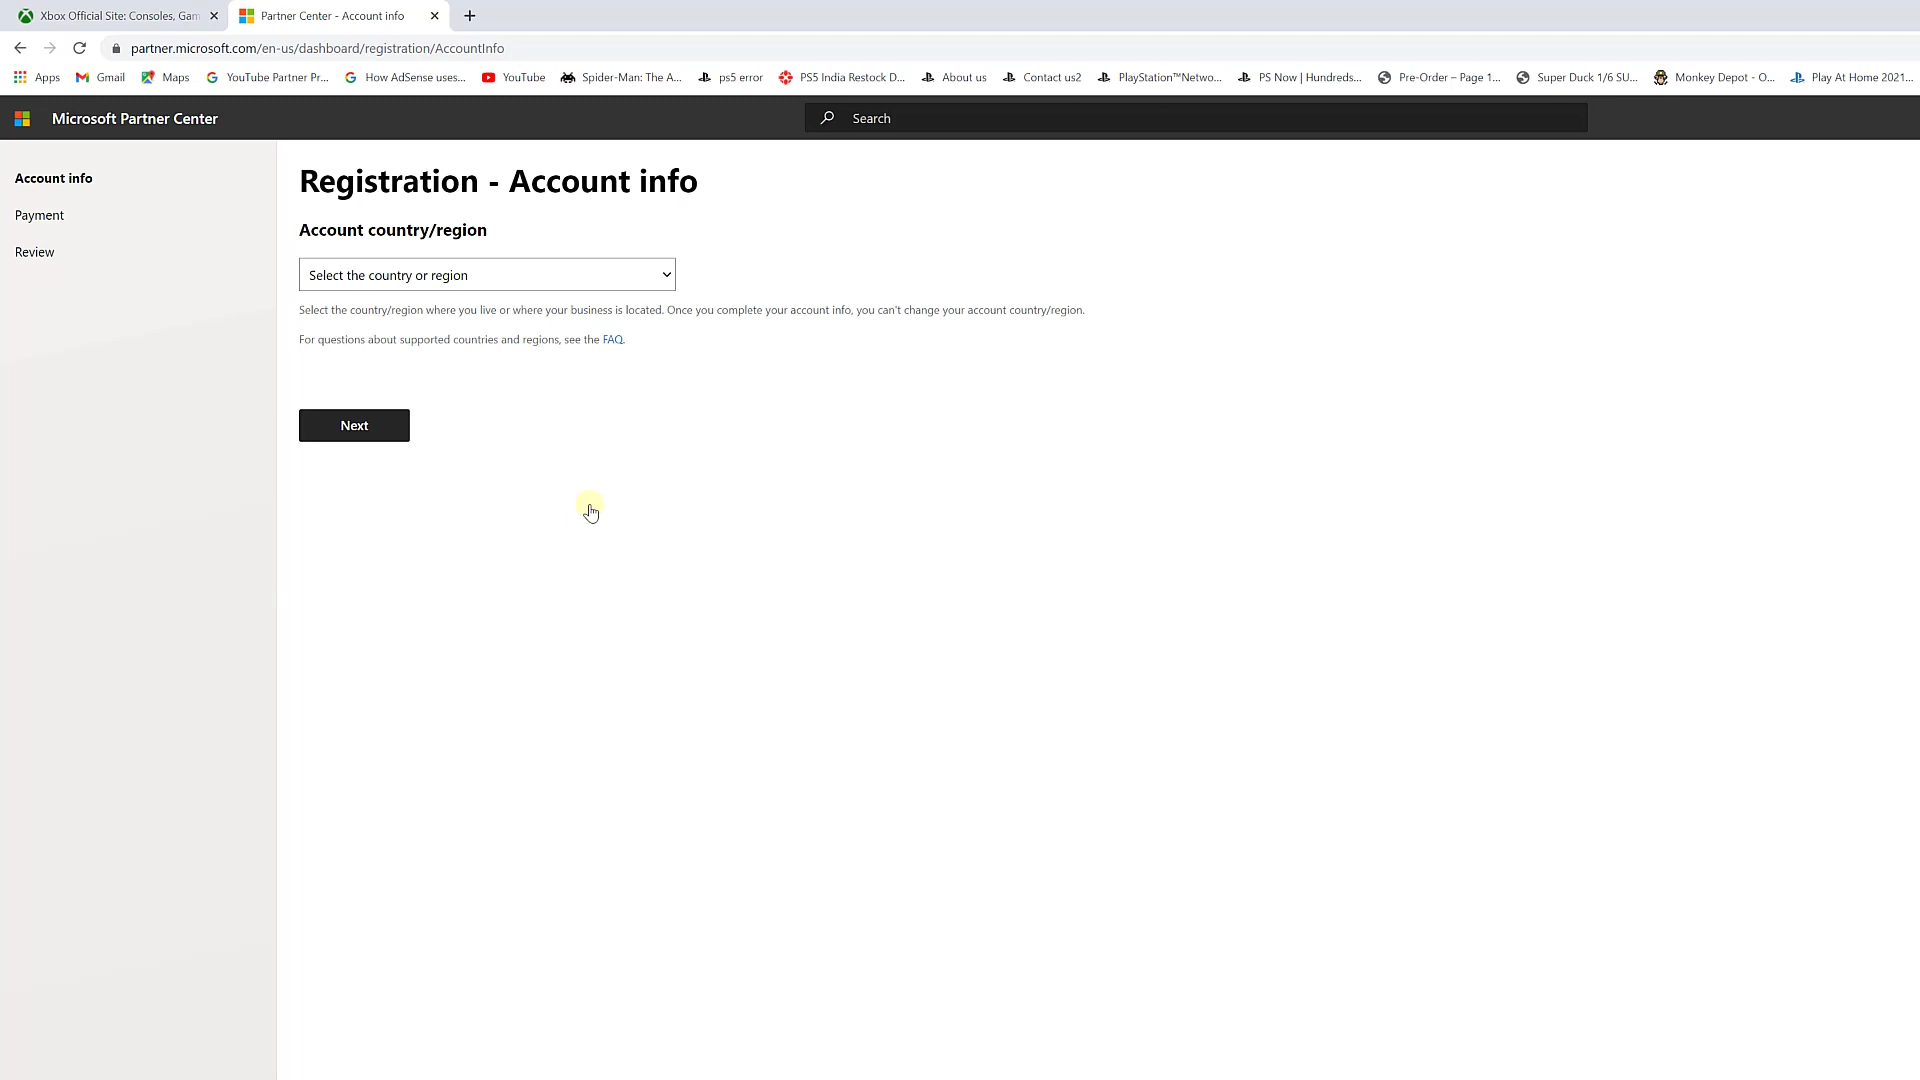 Xbox Official Site: Consoles, Gam
Partner Center - Account info
partner.microsoft.com/en-us/dashboard/registration/AccountInfo
Apps
Gmail
Maps
YouTube Partner Pr...
How AdSense uses...
YouTube
Spider-Man: The A...
ps5 error
PS5 India Restock D...
About us
Contact us2
PlayStation™Netwo...
PS Now | Hundreds...
Pre-Order – Page 1...
Super Duck 1/6 SU...
Monkey Depot - O...
Play At Home 2021...
Microsoft Partner Center
Search
Account info
Payment
Review
Registration - Account info
Account country/region
Select the country or region
Select the country/region where you live or where your business is located. Once you complete your account info, you can't change your account country/region.
For questions about supported countries and regions, see the FAQ.
Next